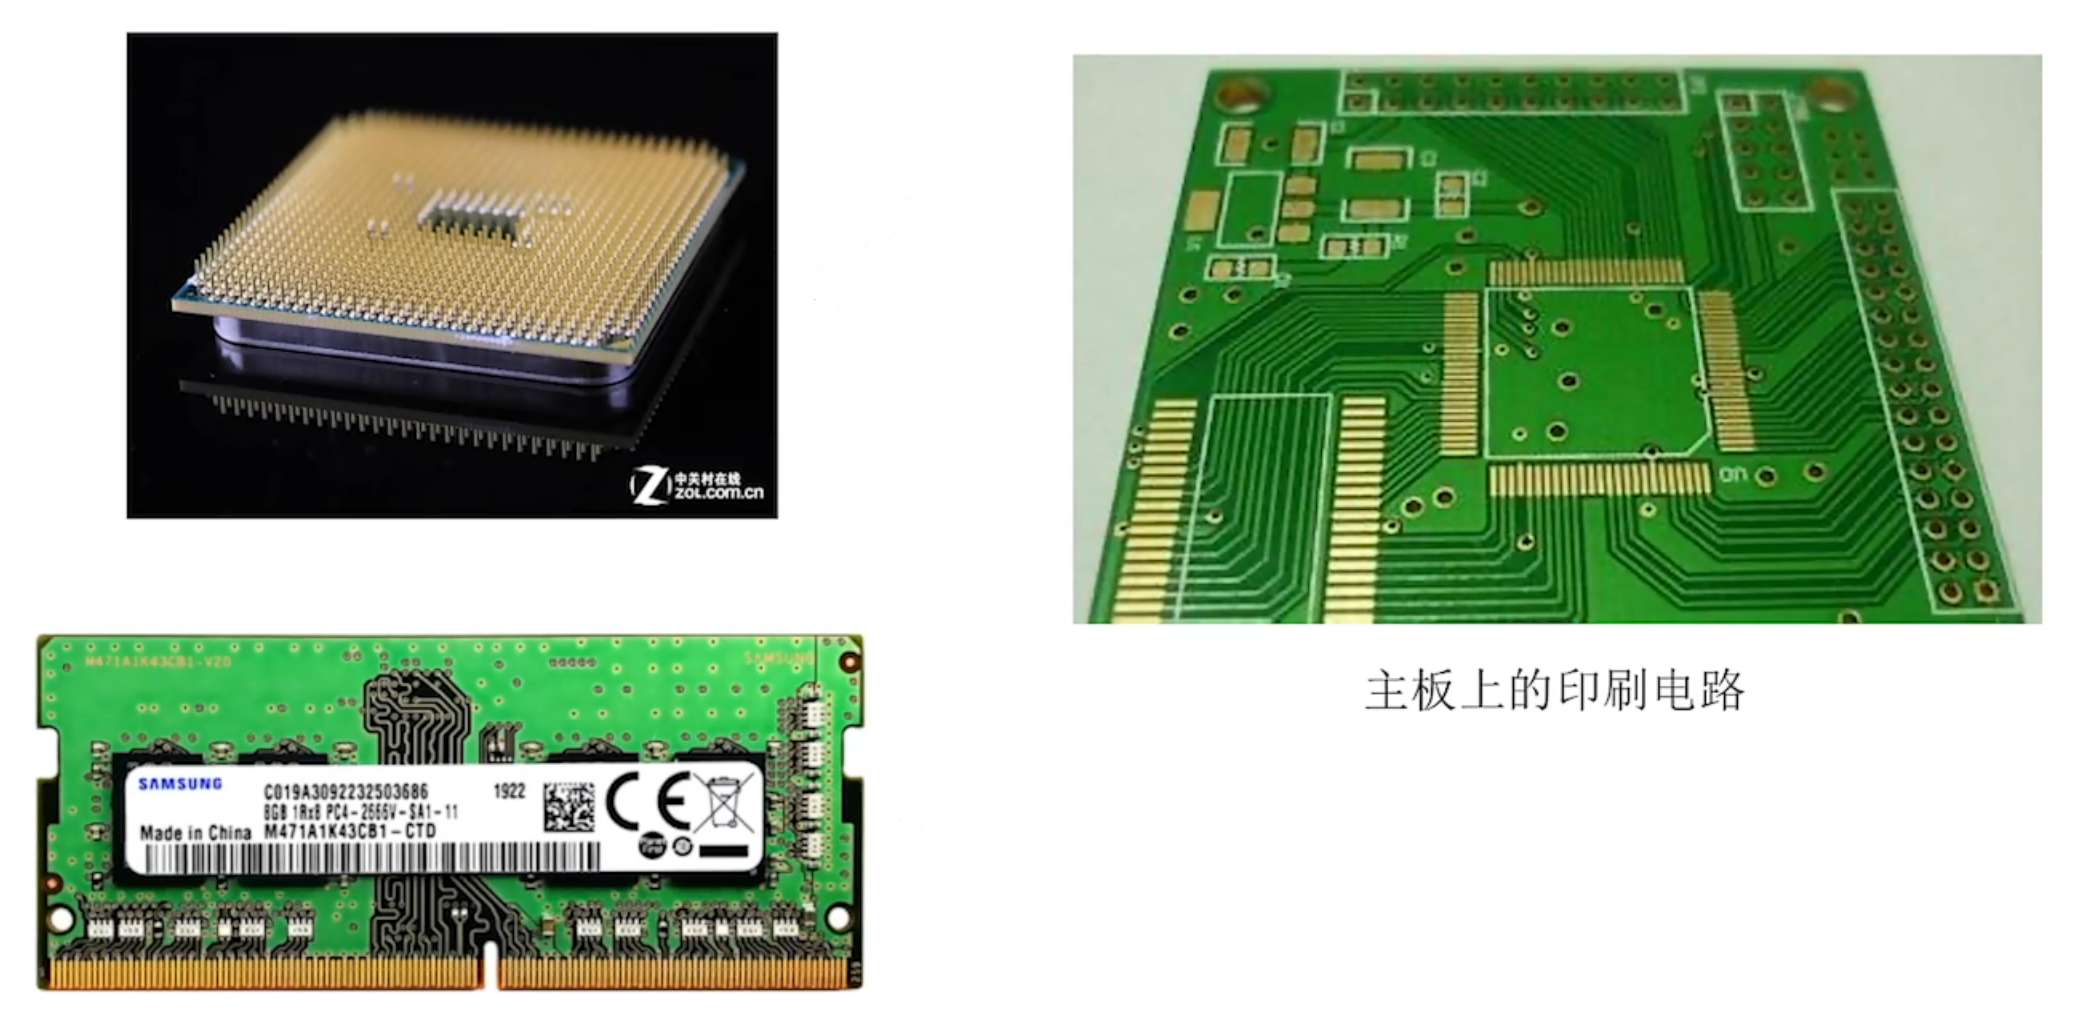 中关村在线
ZOL.COM.CN
主板上的印刷电路
M471A1K43CB1-V20
SAMSUNG
SAMSUNG
C019A3092232503686
1922
8GB 1Rx8 PC4-2666V-SA1-11
Made in China M471A1K43CB1-CTD
CE